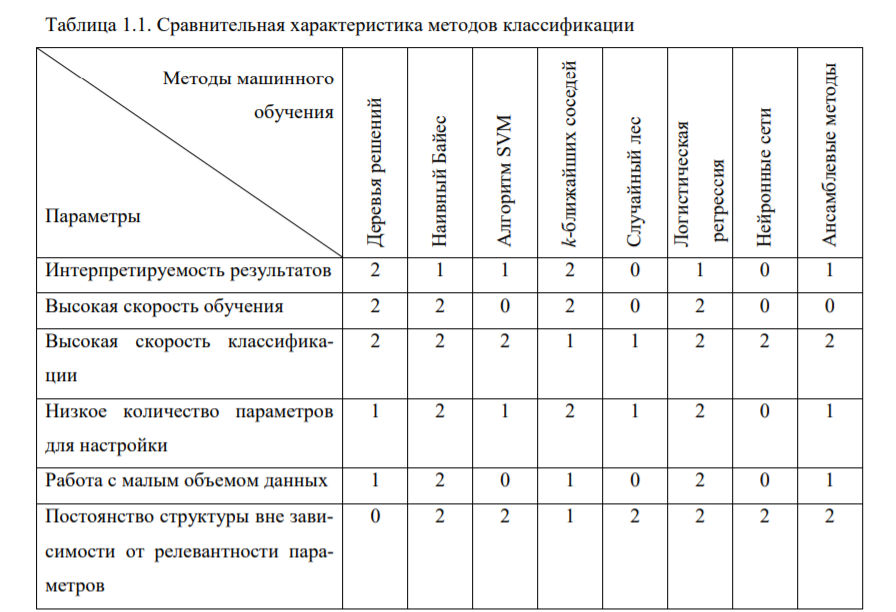 Таблица 1.1. Сравнительная характеристика методов классификации
Методы машинного
обучения
Параметры
Деревья решений
Наивный Байес
Алгоритм SVM
k-ближайших соседей
Случайный лес
Логистическая
регрессия
Нейронные сети
Ансамблевые методы
Интерпретируемость результатов 2 1 1 2 0 1 0 1
Высокая скорость обучения 2 2 0 2 0 2 0 0
Высокая скорость классифика- 2 2 2 1 1 2 2 2
ции
Низкое количество параметров 1 2 1 2 1 2 0 1
для настройки
Работа с малым объемом данных 1 2 0 1 0 2 0 1
Постоянство структуры вне зави- 0 2 2 1 2 2 2 2
симости от релевантности пара-
метров